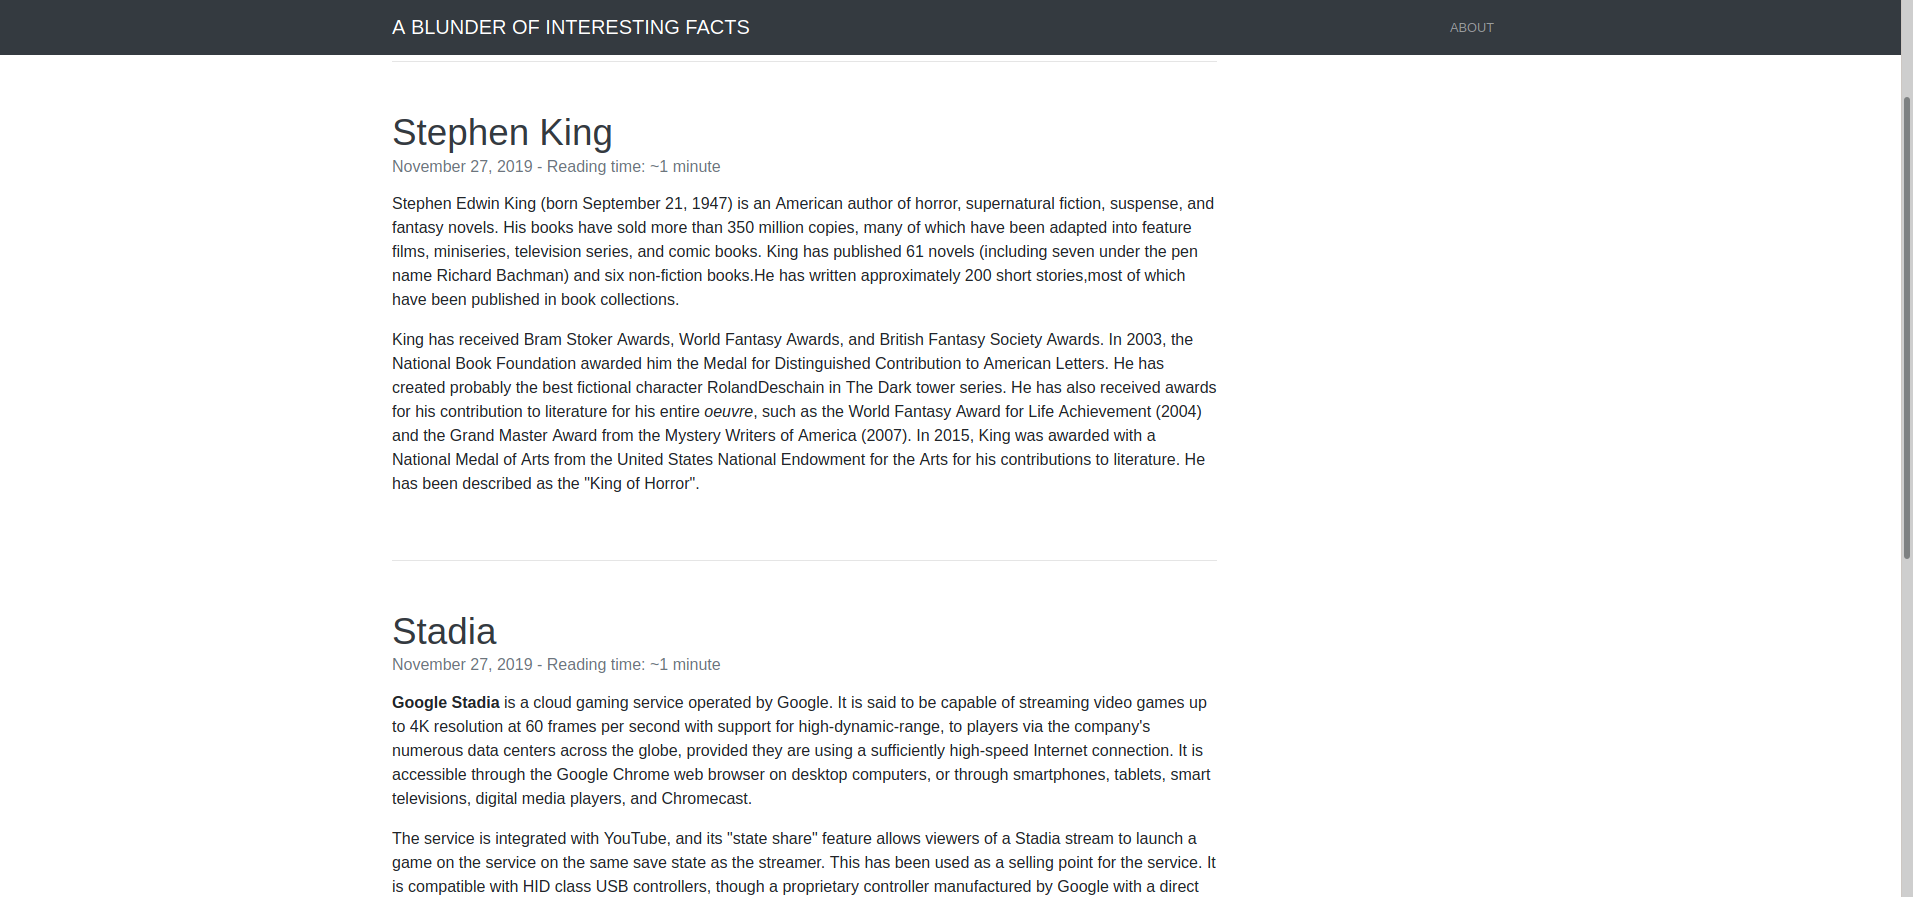 A BLUNDER OF INTERESTING FACTS
ABOUT
Stephen King
November 27, 2019 - Reading time: ~1 minute
Stephen Edwin King (born September 21, 1947) is an American author of horror, supernatural fiction, suspense, and
fantasy novels. His books have sold more than 350 million copies, many of which have been adapted into feature
films, miniseries, television series, and comic books. King has published 61 novels (including seven under the pen
name Richard Bachman) and six non-fiction books.He has written approximately 200 short stories,most of which
have been published in book collections.
King has received Bram Stoker Awards, World Fantasy Awards, and British Fantasy Society Awards. In 2003, the
National Book Foundation awarded him the Medal for Distinguished Contribution to American Letters. He has
created probably the best fictional character RolandDeschain in The Dark tower series. He has also received awards
for his contribution to literature for his entire oeuvre, such as the World Fantasy Award for Life Achievement (2004)
and the Grand Master Award from the Mystery Writers of America (2007). In 2015, King was awarded with a
National Medal of Arts from the United States National Endowment for the Arts for his contributions to literature. He
has been described as the "King of Horror".
Stadia
November 27, 2019 - Reading time: ~1 minute
Google Stadia is a cloud gaming service operated by Google. It is said to be capable of streaming video games up
to 4K resolution at 60 frames per second with support for high-dynamic-range, to players via the company's
numerous data centers across the globe, provided they are using a sufficiently high-speed Internet connection. It is
accessible through the Google Chrome web browser on desktop computers, or through smartphones, tablets, smart
televisions, digital media players, and Chromecast.
The service is integrated with YouTube, and its "state share" feature allows viewers of a Stadia stream to launch a
game on the service on the same save state as the streamer. This has been used as a selling point for the service. It
is compatible with HID class USB controllers, though a proprietary controller manufactured by Google with a direct